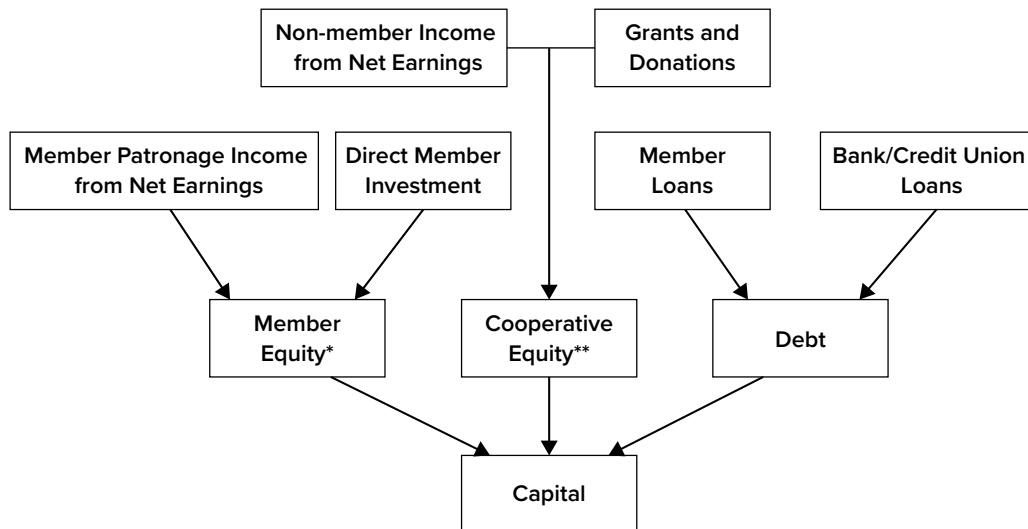 Non-member Income
from Net Earnings
Grants and
Donations
Member Patronage Income
from Net Earnings
Direct Member
Investment
Member
Loans
Bank/Credit Union
Loans
Member
Equity*
Cooperative
Equity**
Debt
Capital